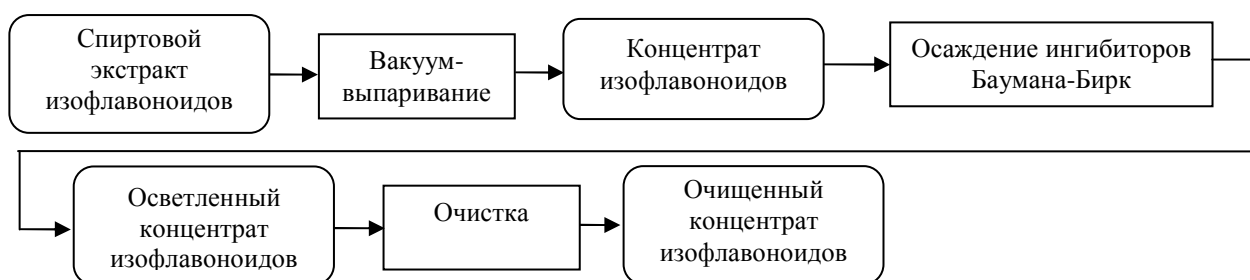 Спиртовой
экстракт
изофлавоноидов
Вакуум-
выпаривание
Концентрат
изофлавоноидов
Осаждение ингибиторов
Баумана-Бирк
Осветленный
концентрат
изофлавоноидов
Очистка
Очищенный
концентрат
изофлавоноидов